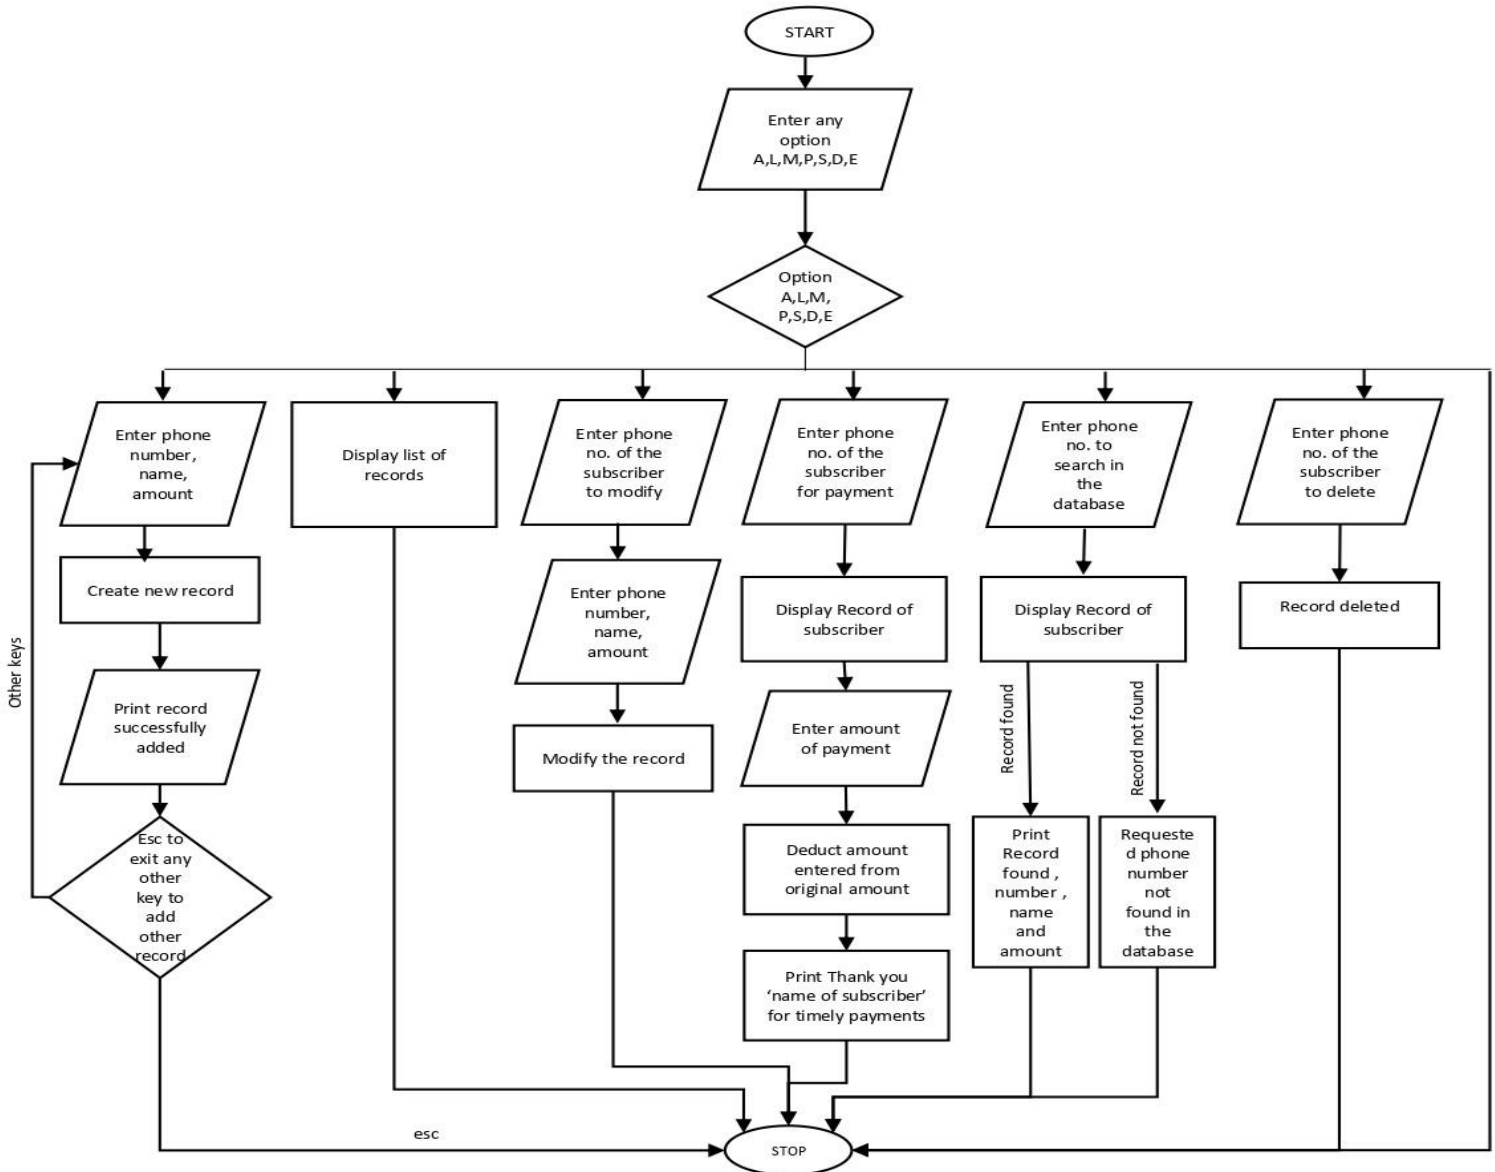 START
Enter any
option
A,L,M,P,S,D,E
Option
A,L,M,
P,S,D,E
Enter phone
number,
name,
amount
Create new record
Print record
successfully
added
Esc to
exit any
other
key to
add
other
record
Other keys
esc
Display list of
records
Enter phone
no. of the
subscriber
to modify
Enter phone
number,
name,
amount
Modify the record
Enter phone
no. of the
subscriber
for payment
Display Record of
subscriber
Enter amount
of payment
Deduct amount
entered from
original amount
Print Thank you
‘name of subscriber’
for timely payments
Enter phone
no. to
search in
the
database
Display Record of
subscriber
Record found
Record not found
Print
Record
found ,
number ,
name
and
amount
Requeste
d phone
number
not
found in
the
database
Enter phone
no. of the
subscriber
to delete
Record deleted
STOP